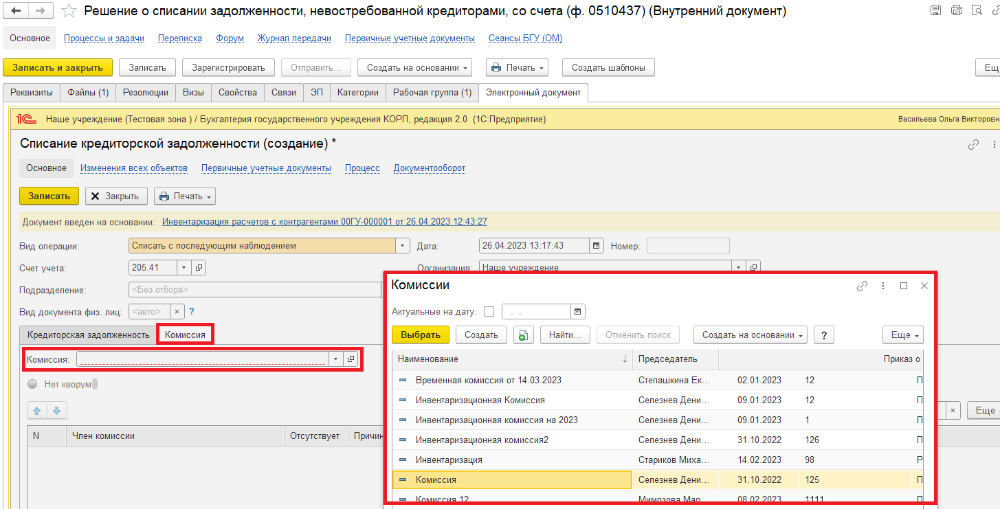 Решение о списании задолженности, невостребованной кредиторами, со счета (ф. 0510437) (Внутренний документ)
Основное Процессы и задачи Переписка Форум Журнал передачи Первичные учетные документы Сеансы БГУ (ОМ)
Записать и закрыть Записать Зарегистрировать Отправить... Создать на основании Печать Создать шаблоны Ещ
Реквизиты Файлы (1) Резолюции Визы Свойства Связи ЭП Категории Рабочая группа (1) Электронный документ
1С Наше учреждение (Тестовая зона ) / Бухгалтерия государственного учреждения КОРП, редакция 2.0 (1С:Предприятие) Васильева Ольга Викторовн
Списание кредиторской задолженности (создание) *
Основное Изменения всех объектов Первичные учетные документы Процесс Документооборот
Записать Закрыть Печать
Документ введен на основании: Инвентаризация расчетов с контрагентами 00ГУ-000001 от 26.04.2023 12:43:27
Вид операции: Списать с последующим наблюдением Дата: 26.04.2023 13:17:43 Номер:
Счет учета: 205.41 Организация: Наше учреждение
Подразделение: <Без отбора>
Вид документа физ. лиц: <авто> × ?
Кредиторская задолженность Комиссия
Комиссия:
Нет кворум
N Член комиссии Отсутствует Причин
× Еще
Комиссии
Актуальные на дату: . .
Выбрать Создать Найти... Отменить поиск Создать на основании ? Еще
Наименование ↓ Председатель Приказ о
Временная комиссия от 14.03.2023 Степашкина Ек... 02.01.2023 12 П
Инвентаризационная Комиссия Селезнев Дени... 09.01.2023 12 П
Инвентаризационная комиссия на 2023 Селезнев Дени... 09.01.2023 1 П
Инвентаризационная комиссия2 Селезнев Дени... 31.10.2022 126 П
Инвентаризация Стариков Миха... 14.02.2023 98 Р
Комиссия Селезнев Дени... 31.10.2022 125 П
Комиссия 12 Мимозова Мар... 08.02.2023 1111 П